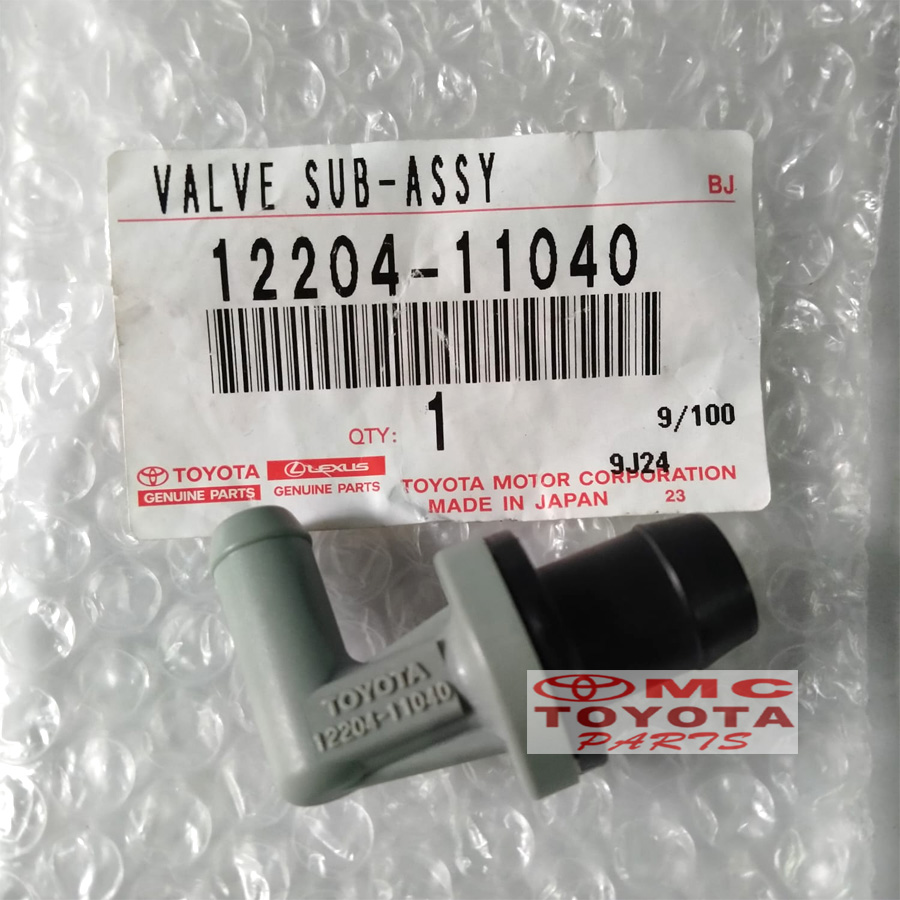 VALVE SUB-ASSY
BJ
12204-11040
QTY: 1
9/100
9J24
TOYOTA
GENUINE PARTS
LEXUS
GENUINE PARTS
TOYOTA MOTOR CORPORATION
MADE IN JAPAN 23
TOYOTA
12204-11040
OMC
TOYOTA
PARTS